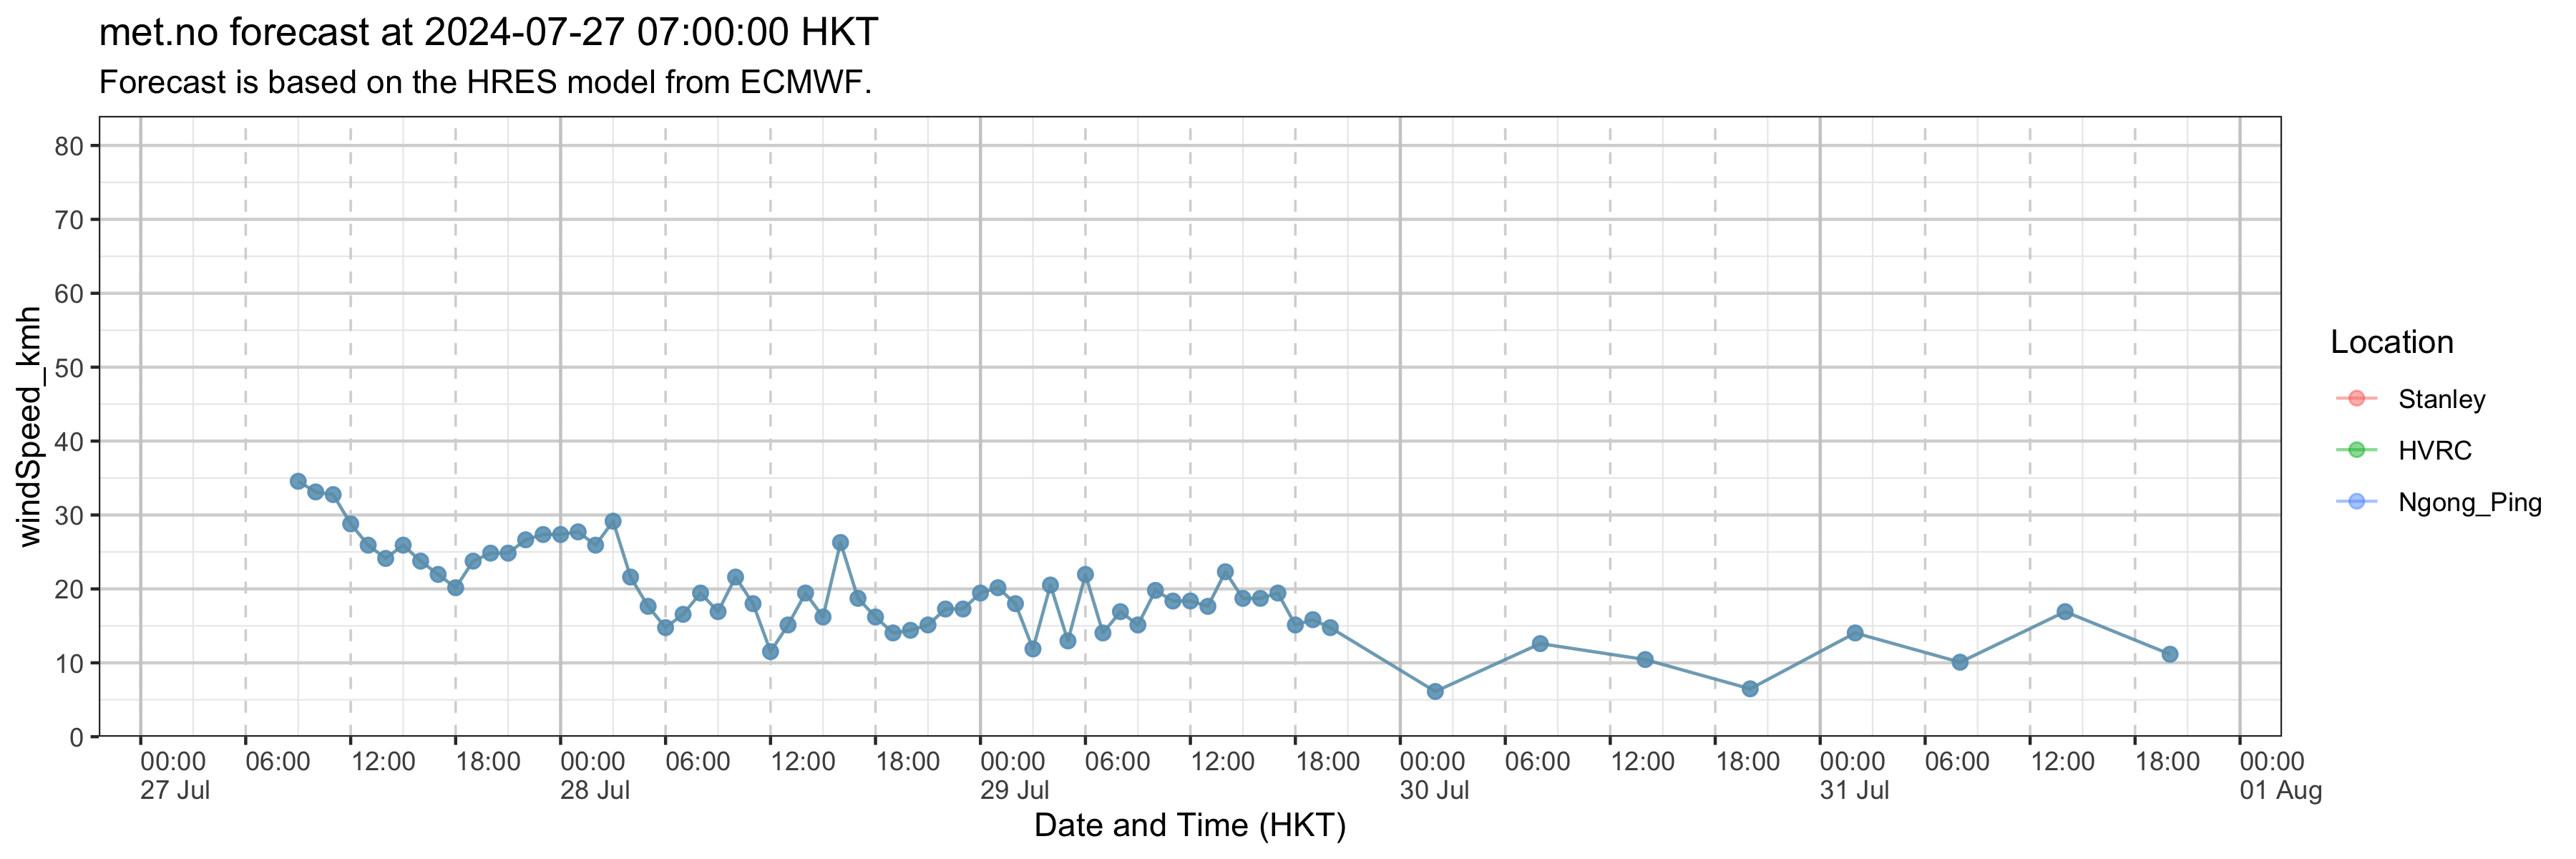 met.no forecast at 2024-07-27 07:00:00 HKT
Forecast is based on the HRES model from ECMWF.
windSpeed_kmh
80
70
60
50
40
30
20
10
0
00:00 06:00 12:00 18:00 00:00 06:00 12:00 18:00 00:00 06:00 12:00 18:00 00:00 06:00 12:00 18:00 00:00 06:00 12:00 18:00 00:00
27 Jul 28 Jul 29 Jul 30 Jul 31 Jul 01 Aug
Date and Time (HKT)
Location
Stanley
HVRC
Ngong_Ping